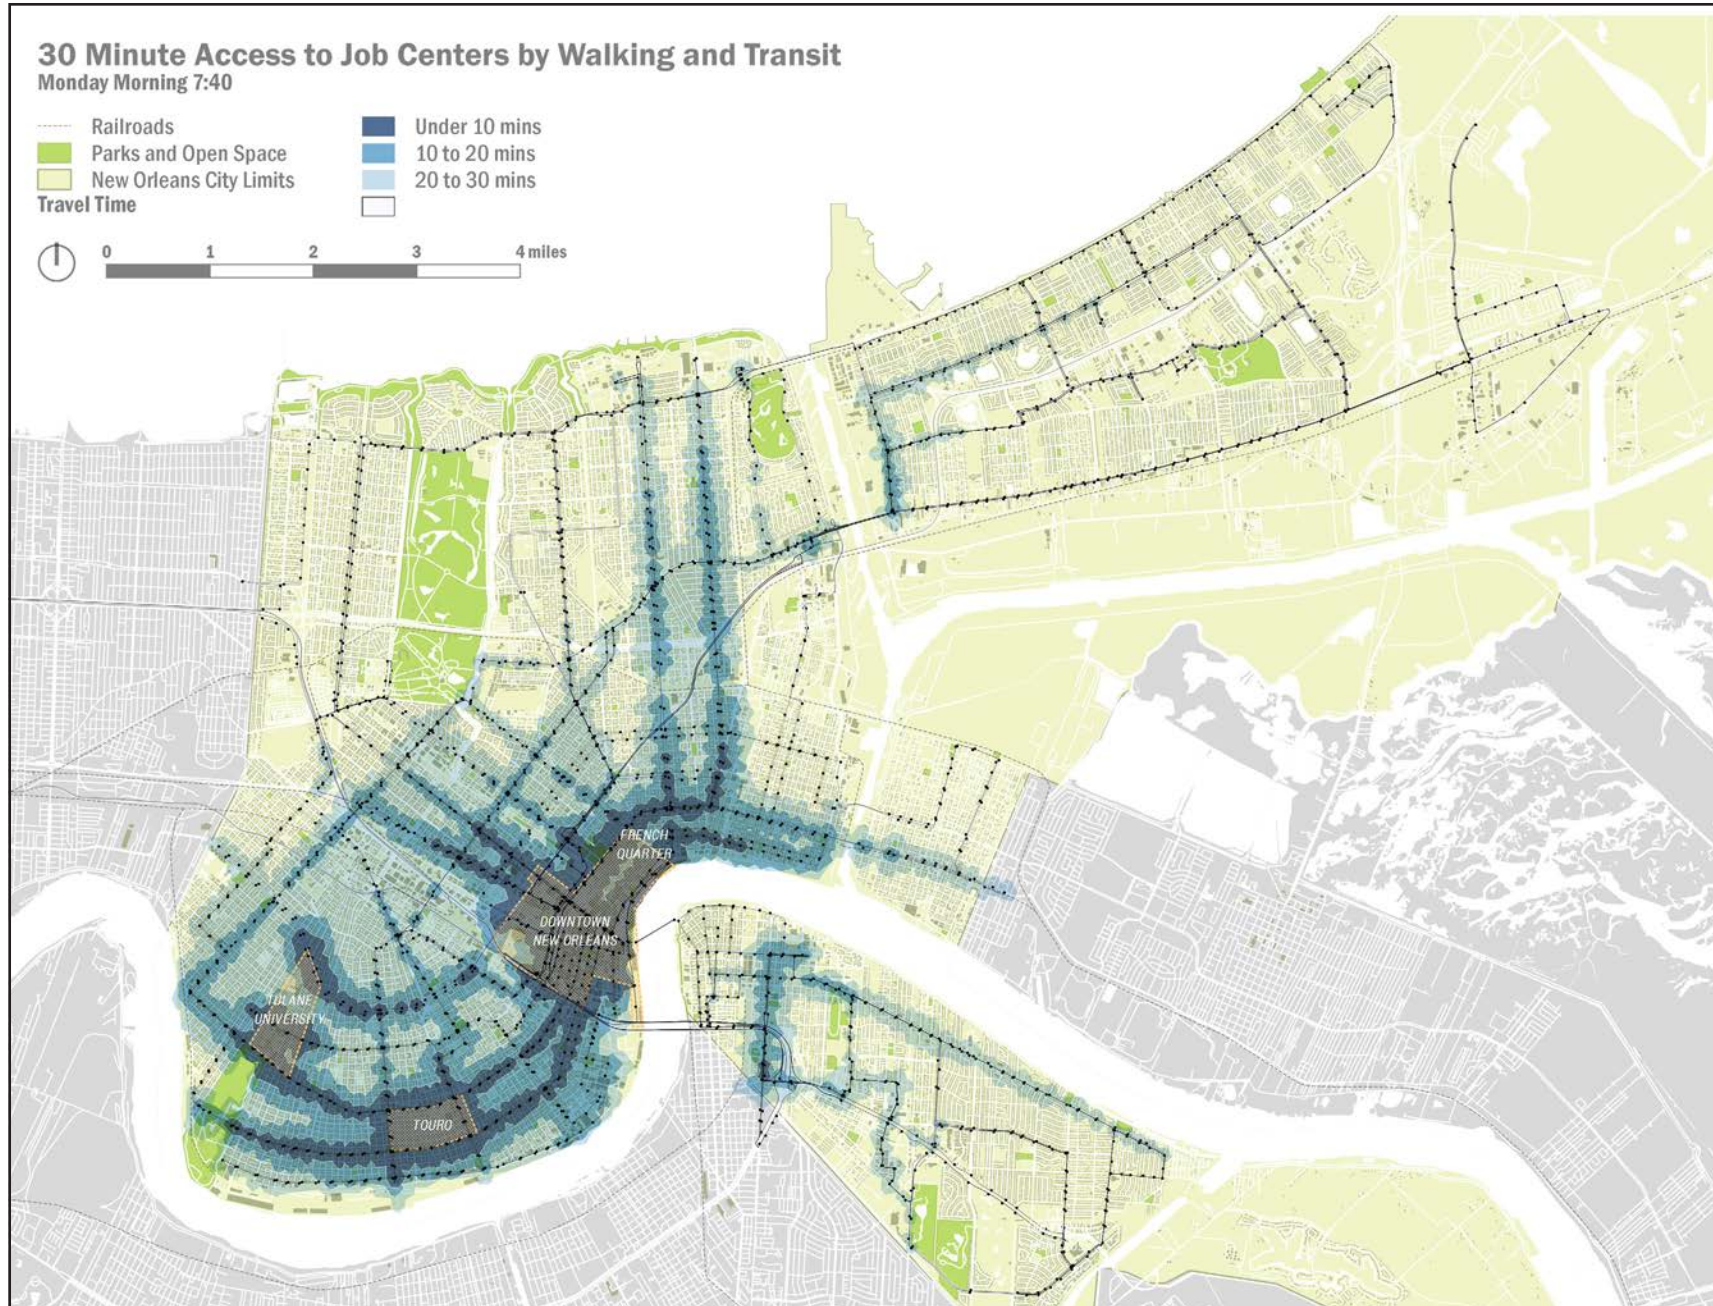 30 Minute Access to Job Centers by Walking and Transit
Monday Morning 7:40
Railroads
Parks and Open Space
New Orleans City Limits
Travel Time
Under 10 mins
10 to 20 mins
20 to 30 mins
0 1 2 3 4 miles
FRENCH
QUARTER
DOWNTOWN
NEW ORLEANS
TULANE
UNIVERSITY
TOURO